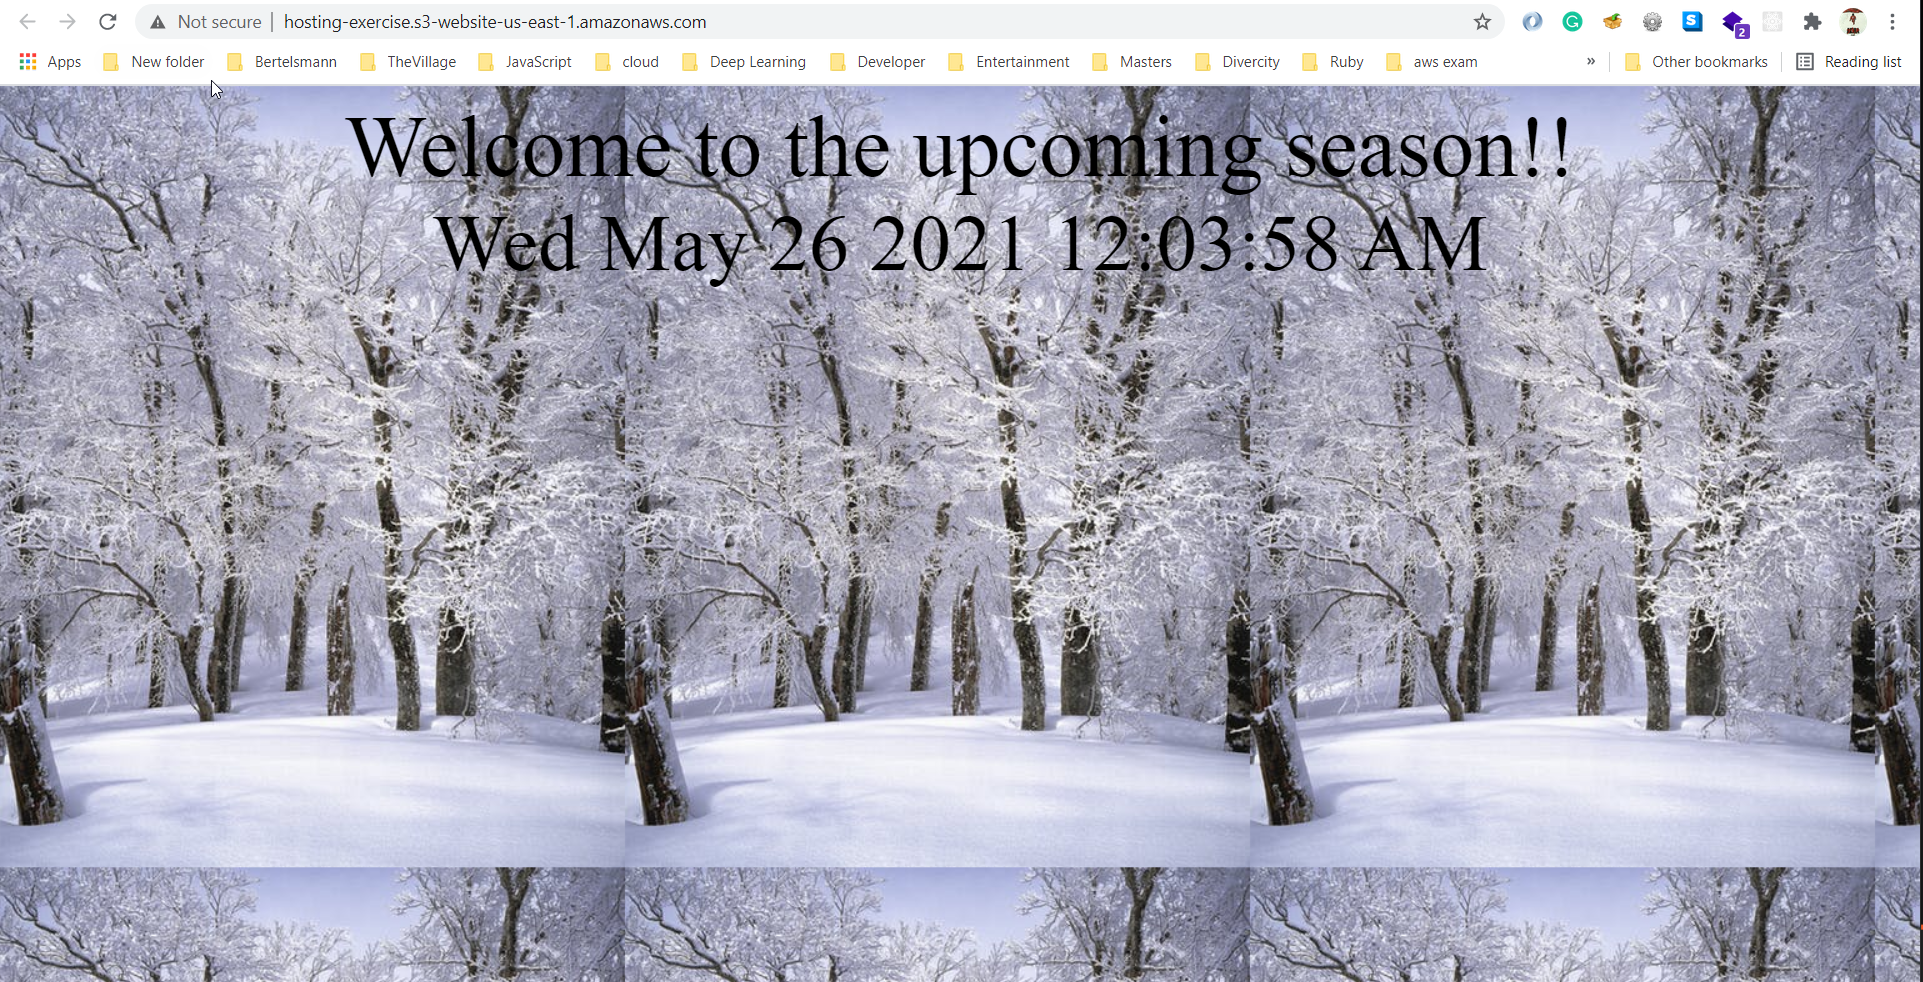 Not secure hosting-exercise.s3-website-us-east-1.amazonaws.com
2
Apps New folder Bertelsmann TheVillage JavaScript cloud Deep Learning Developer Entertainment Masters Divercity Ruby aws exam » Other bookmarks Reading list
Welcome to the upcoming season!!
Wed May 26 2021 12:03:58 AM